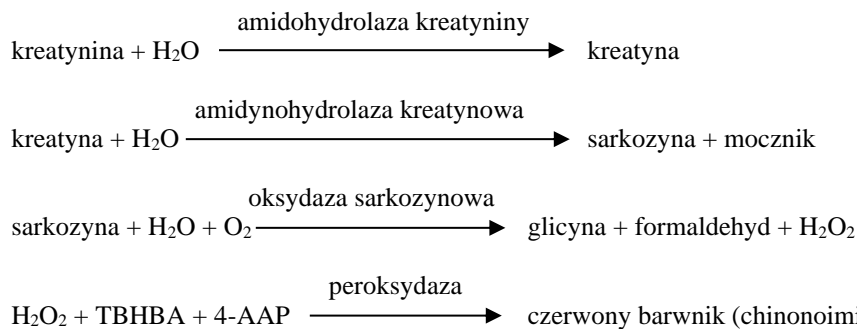 amidohydrolaza kreatyniny
kreatynina + H₂O kreatyna
amidynohydrolaza kreatynowa
kreatyna + H₂O sarkozyna + mocznik
oksydaza sarkozynowa
sarkozyna + H₂O + O₂ glicyna + formaldehyd + H₂O₂
peroksydaza
H₂O₂ + TBHBA + 4-AAP czerwony barwnik (chinonoimi